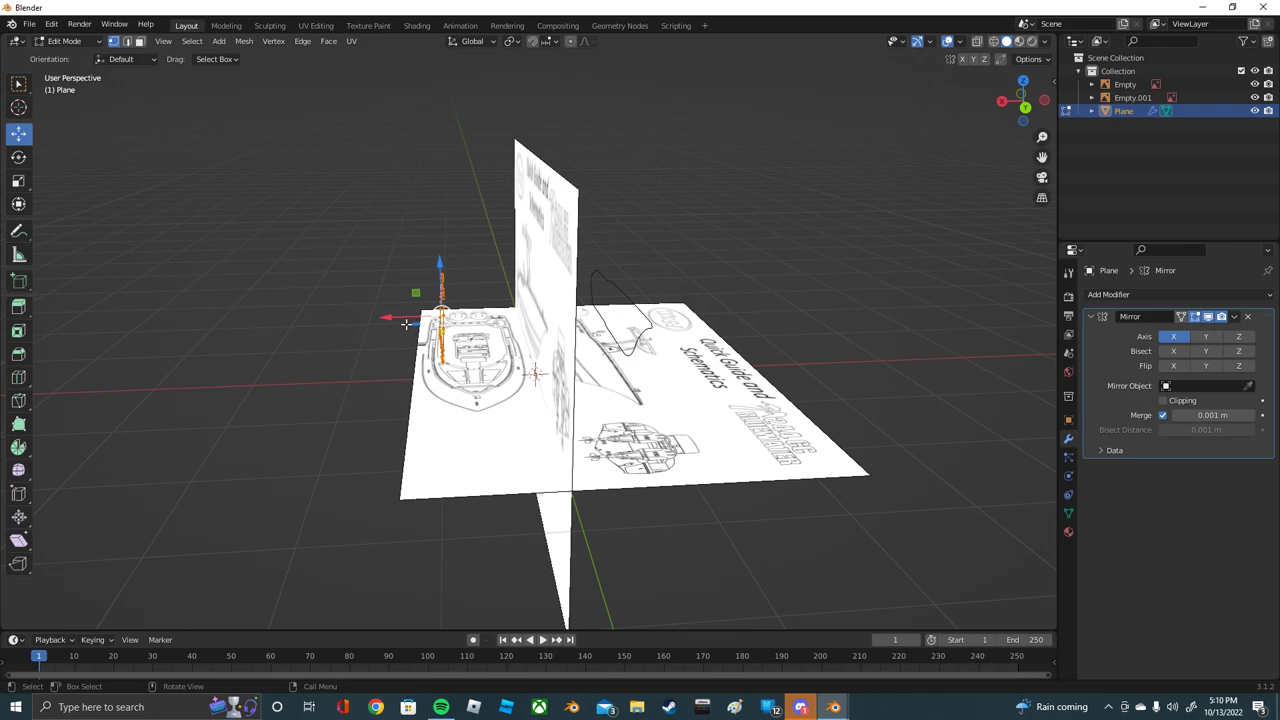 Blender
File Edit Render Window Help Layout Modeling Sculpting UV Editing Texture Paint Shading Animation Rendering Compositing Geometry Nodes Scripting + Scene ViewLayer
Edit Mode View Select Add Mesh Vertex Edge Face UV Global
Orientation: Default Drag: Select Box X Y Z Options
User Perspective
(1) Plane
Scene Collection
Collection
Empty
Empty.001
Plane
X Y Z
Plane > Mirror
Add Modifier
Mirror
Axis X Y Z
Bisect X Y Z
Flip X Y Z
Mirror Object
Clipping
Merge 0.001 m
Bisect Distance 0.001 m
Data
Quick Guide and
Schematics
Playback Keying View Marker 1 Start 1 End 250
1 10 20 30 40 50 60 70 80 90 100 110 120 130 140 150 160 170 180 190 200 210 220 230 240 250
Select Box Select Rotate View Call Menu 3.1.2
Type here to search 3 12 1 Rain coming 5:10 PM
10/13/2022 3